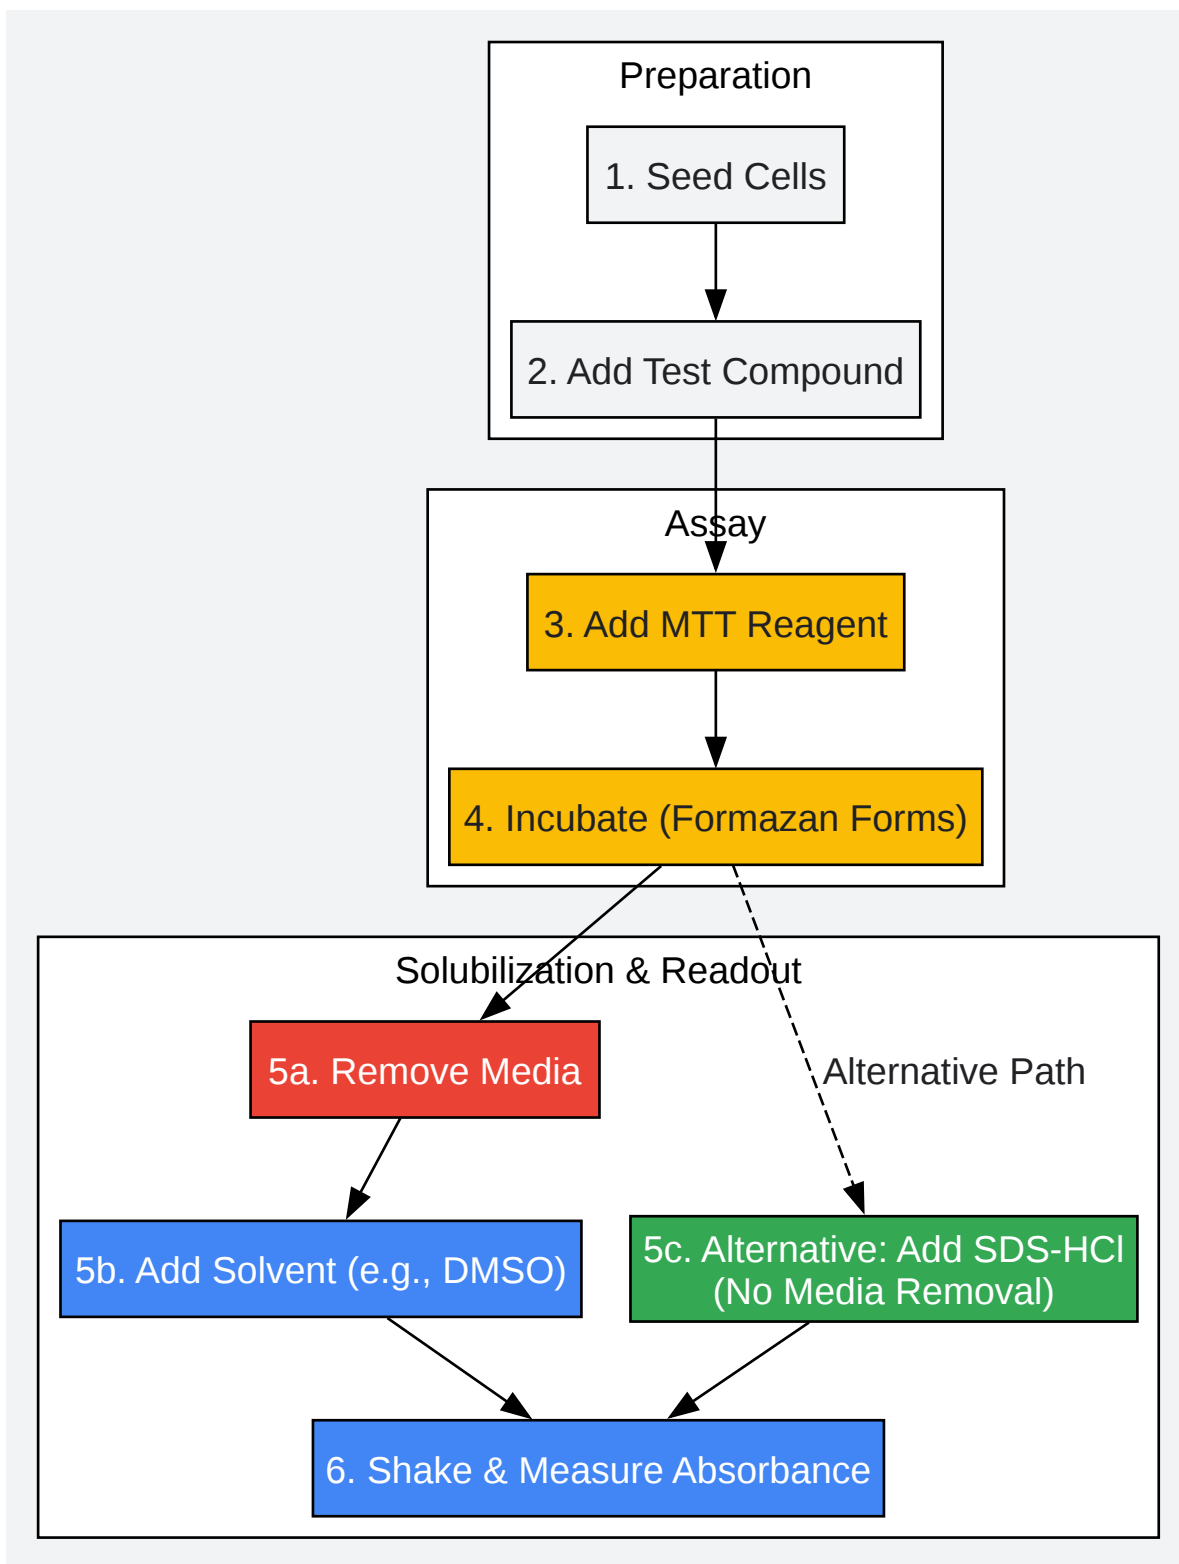 Preparation
1. Seed Cells
2. Add Test Compound
Assay
3. Add MTT Reagent
4. Incubate (Formazan Forms)
Solubilization & Readout
5a. Remove Media
Alternative Path
5b. Add Solvent (e.g., DMSO)
5c. Alternative: Add SDS-HCl
(No Media Removal)
6. Shake & Measure Absorbance